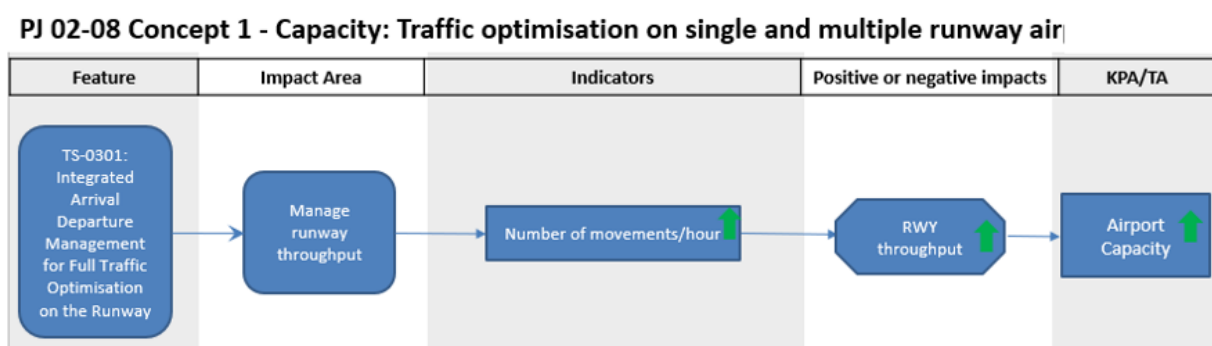 PJ 02-08 Concept 1 - Capacity: Traffic optimisation on single and multiple runway air
Feature
Impact Area
Indicators
Positive or negative impacts
KPA/TA
TS-0301:
Integrated
Arrival
Departure
Management
for Full Traffic
Optimisation
on the Runway
Manage
runway
throughput
Number of movements/hour
RWY
throughput
Airport
Capacity